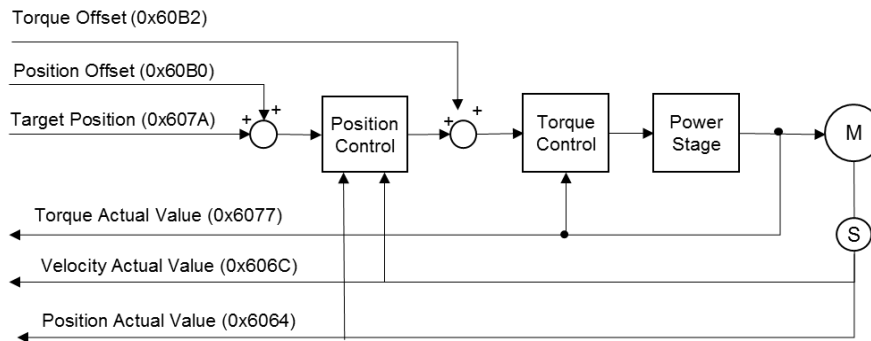 Torque Offset (0x60B2)
Position Offset (0x60B0)
Target Position (0x607A)
+
+
Position
Control
+
+
Torque
Control
Power
Stage
M
Torque Actual Value (0x6077)
S
Velocity Actual Value (0x606C)
Position Actual Value (0x6064)